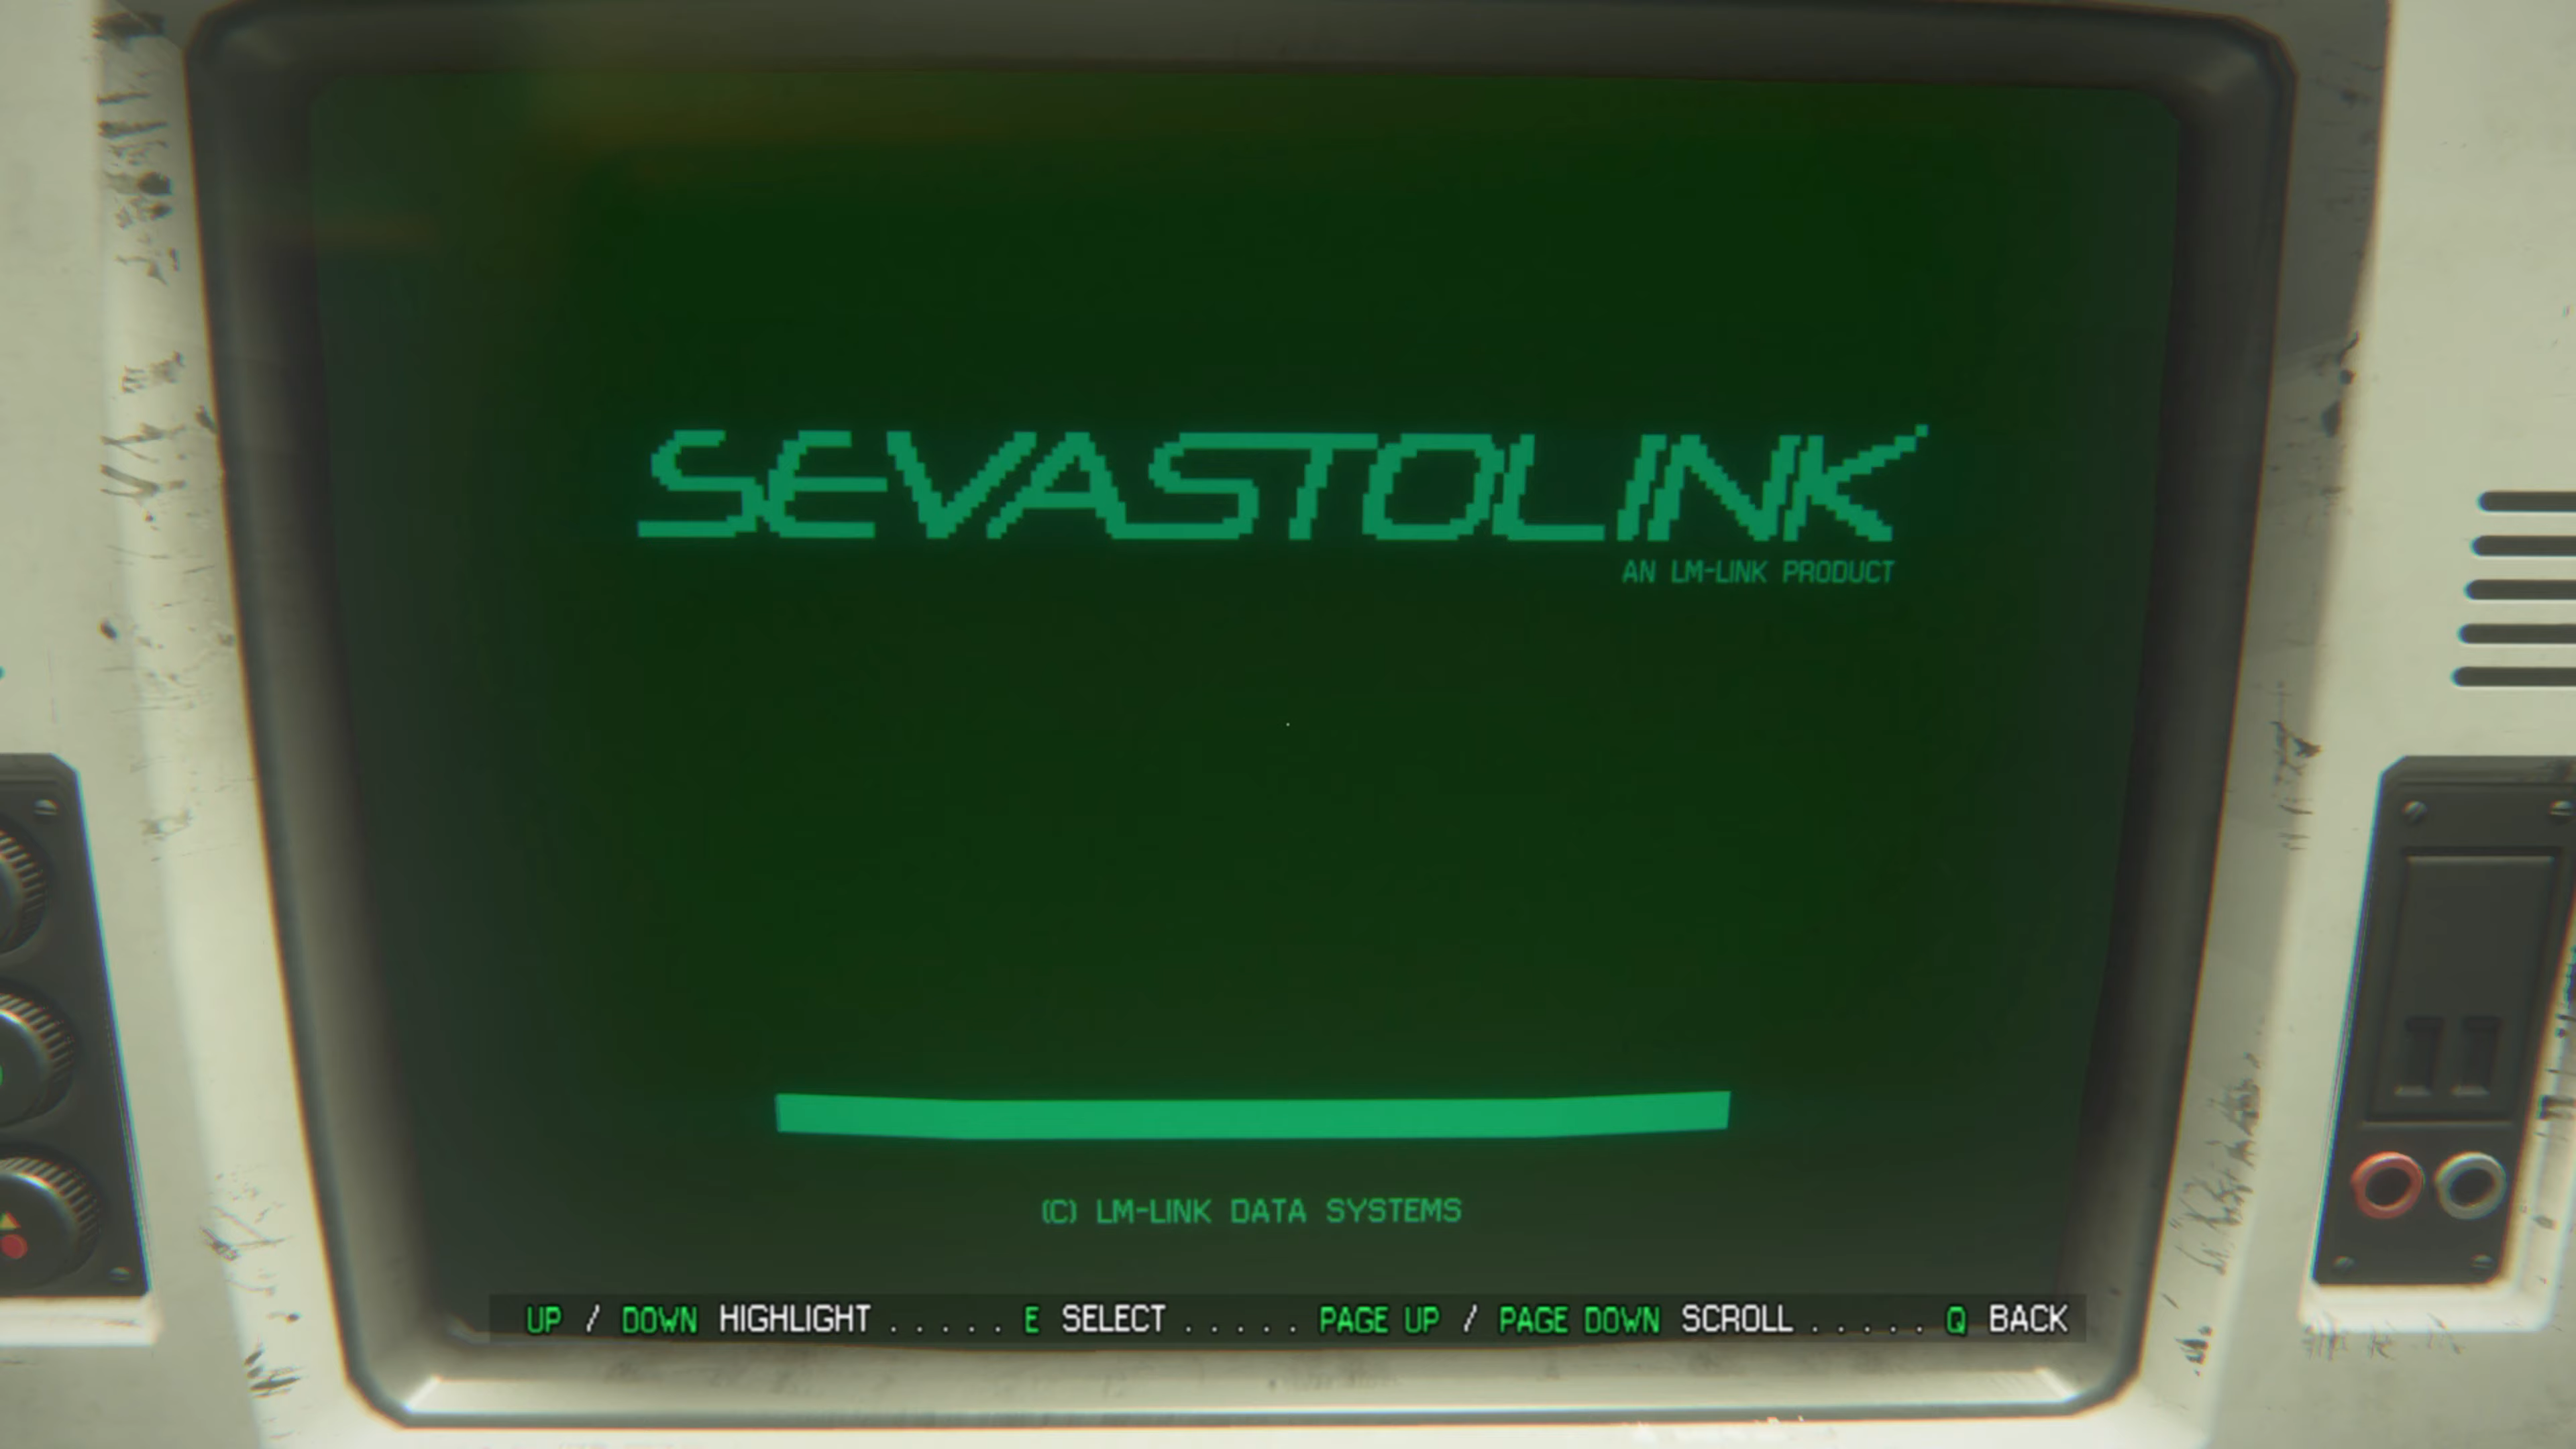 SEVASTOLINK
AN LM-LINK PRODUCT
(C) LM-LINK DATA SYSTEMS
UP / DOWN HIGHLIGHT ..... E SELECT ..... PAGE UP / PAGE DOWN SCROLL ..... Q BACK